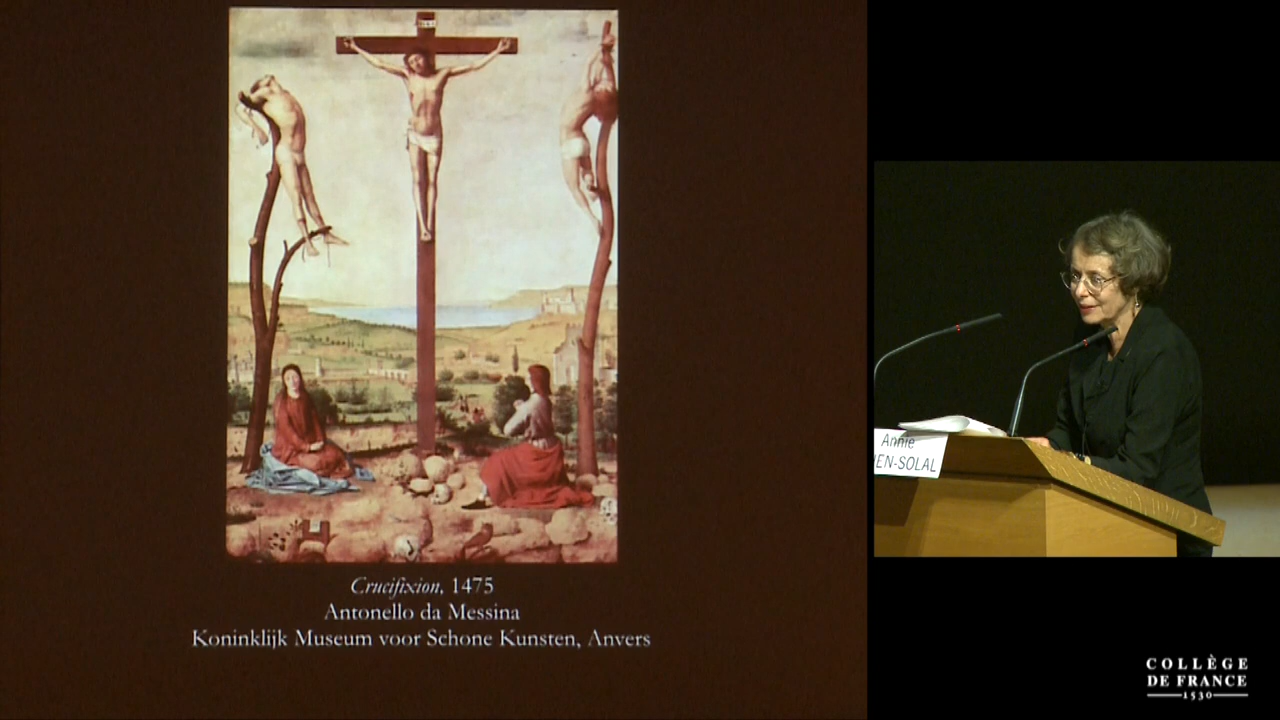 Crucifixion, 1475
Antonello da Messina
Koninklijk Museum voor Schone Kunsten, Anvers
Annie
EN-SOLAL
COLLÈGE
DE FRANCE
1530